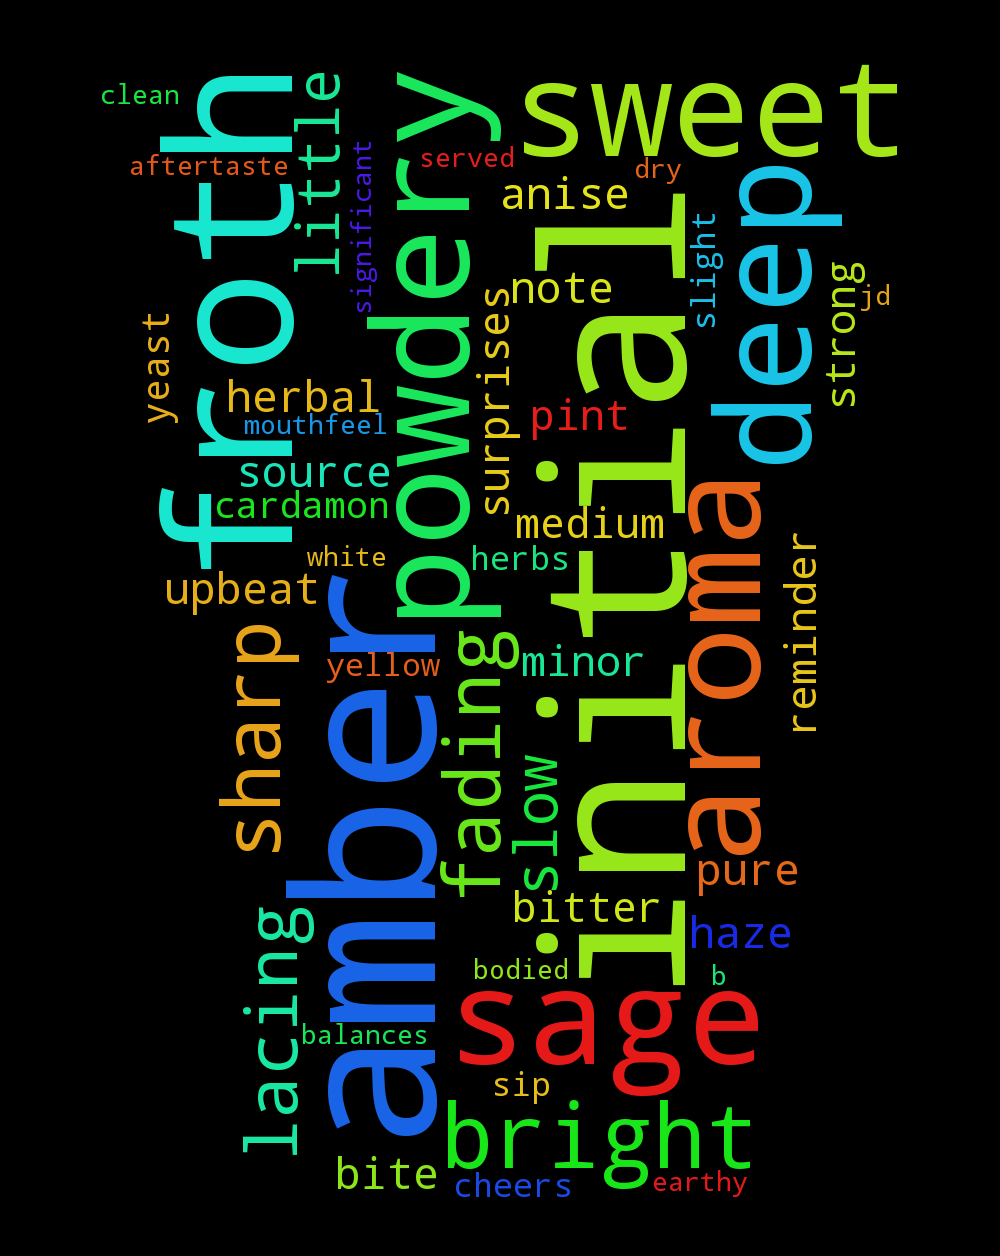 sweet
clean
froth
little
powdery
served
aftertaste
dry
significant
anise
initial
deep
slight
note
strong
jd
surprises
yeast
herbal
pint
mouthfeel
source
cardamon
medium
aroma
white
herbs
reminder
upbeat
amber
sharp
yellow
fading
minor
slow
pure
bitter
haze
lacing
bodied
b
sage
balances
sip
bright
bite
cheers
earthy